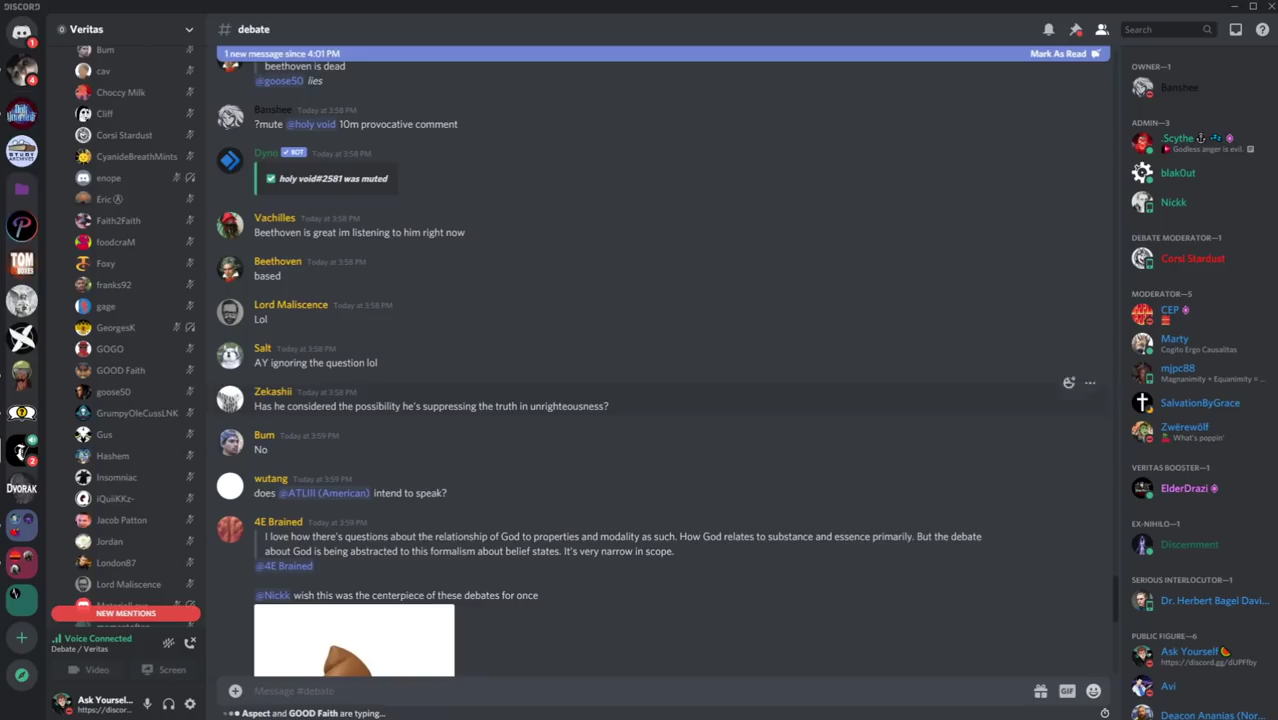 DISCORD
Veritas
debate
Search
1
4
2
TOM
DVORAK
Bum
cav
Choccy Milk
Cliff
Corsi Stardust
CyanideBreathMints
enope
Eric Ⓐ
Faith2Faith
foodcraM
Foxy
franks92
gage
GeorgesK
GOGO
GOOD Faith
goose50
GrumpyOleCussLNK
Gus
Hashem
Insomniac
iQuiiKKz-
Jacob Patton
Jordan
London87
Lord Maliscence
NEW MENTIONS
Voice Connected
Debate / Veritas
Video
Screen
Ask Yoursel...
https://discor...
1 new message since 4:01 PM
Mark As Read
beethoven is dead
@goose50 lies
Banshee Today at 3:58 PM
?mute @holy void 10m provocative comment
Dyno BOT Today at 3:58 PM
holy void#2581 was muted
Vachilles Today at 3:58 PM
Beethoven is great im listening to him right now
Beethoven Today at 3:58 PM
based
Lord Maliscence Today at 3:58 PM
Lol
Salt Today at 3:58 PM
AY ignoring the question lol
Zekashii Today at 3:58 PM
Has he considered the possibility he's suppressing the truth in unrighteousness?
Bum Today at 3:59 PM
No
wutang Today at 3:59 PM
does @ATLIII (American) intend to speak?
4E Brained Today at 3:59 PM
I love how there's questions about the relationship of God to properties and modality as such. How God relates to substance and essence primarily. But the debate
about God is being abstracted to this formalism about belief states. It's very narrow in scope.
@4E Brained
@Nickk wish this was the centerpiece of these debates for once
Message #debate
GIF
Aspect and GOOD Faith are typing...
OWNER—1
Banshee
ADMIN—3
.Scythe
Godless anger is evil.
blak0ut
Nickk
DEBATE MODERATOR—1
Corsi Stardust
MODERATOR—5
CEP
Marty
Cogito Ergo Causalitas
mjpc88
Magnanimity + Equanimity = ...
SalvationByGrace
Zwërewölf
What's poppin'
VERITAS BOOSTER—1
ElderDrazi
EX-NIHILO—1
Discernment
SERIOUS INTERLOCUTOR—1
Dr. Herbert Bagel Davi...
PUBLIC FIGURE—6
Ask Yourself
https://discord.gg/dUPFfby
Avi
Deacon Ananias (Nor...